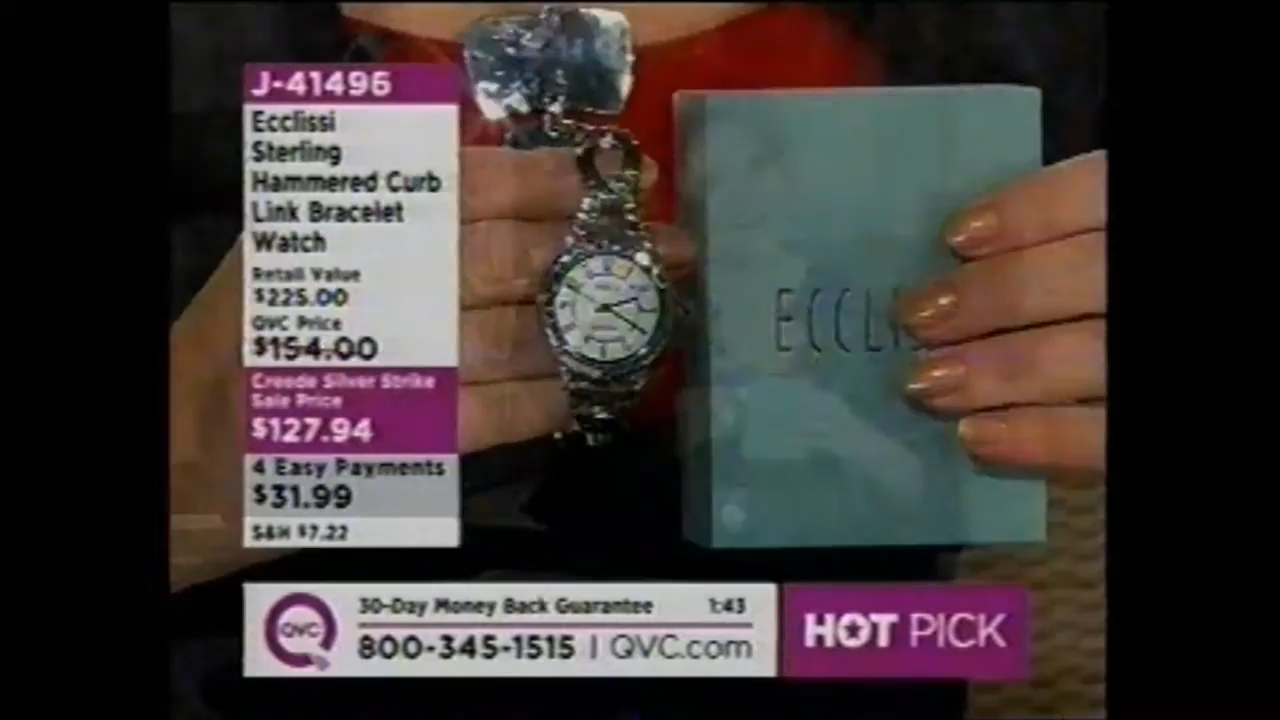 J-41496
Ecclissi
Sterling
Hammered Curb
Link Bracelet
Watch
Retail Value
$225.00
QVC Price
$154.00
Creede Silver Strike
Sale Price
$127.94
4 Easy Payments
$31.99
S&H $7.22
ECCLI
QVC
30-Day Money Back Guarantee 1:43
800-345-1515 | QVC.com
HOT PICK